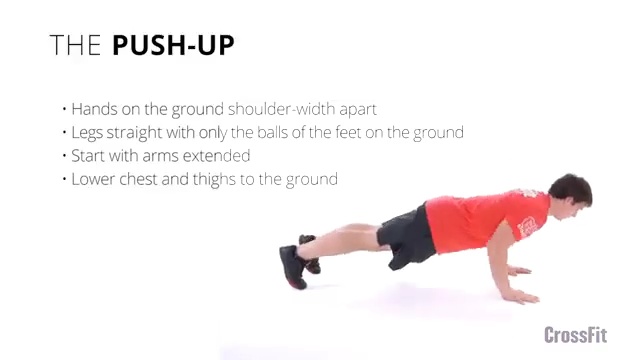 THE PUSH-UP
• Hands on the ground shoulder-width apart
• Legs straight with only the balls of the feet on the ground
• Start with arms extended
• Lower chest and thighs to the ground
CrossFit